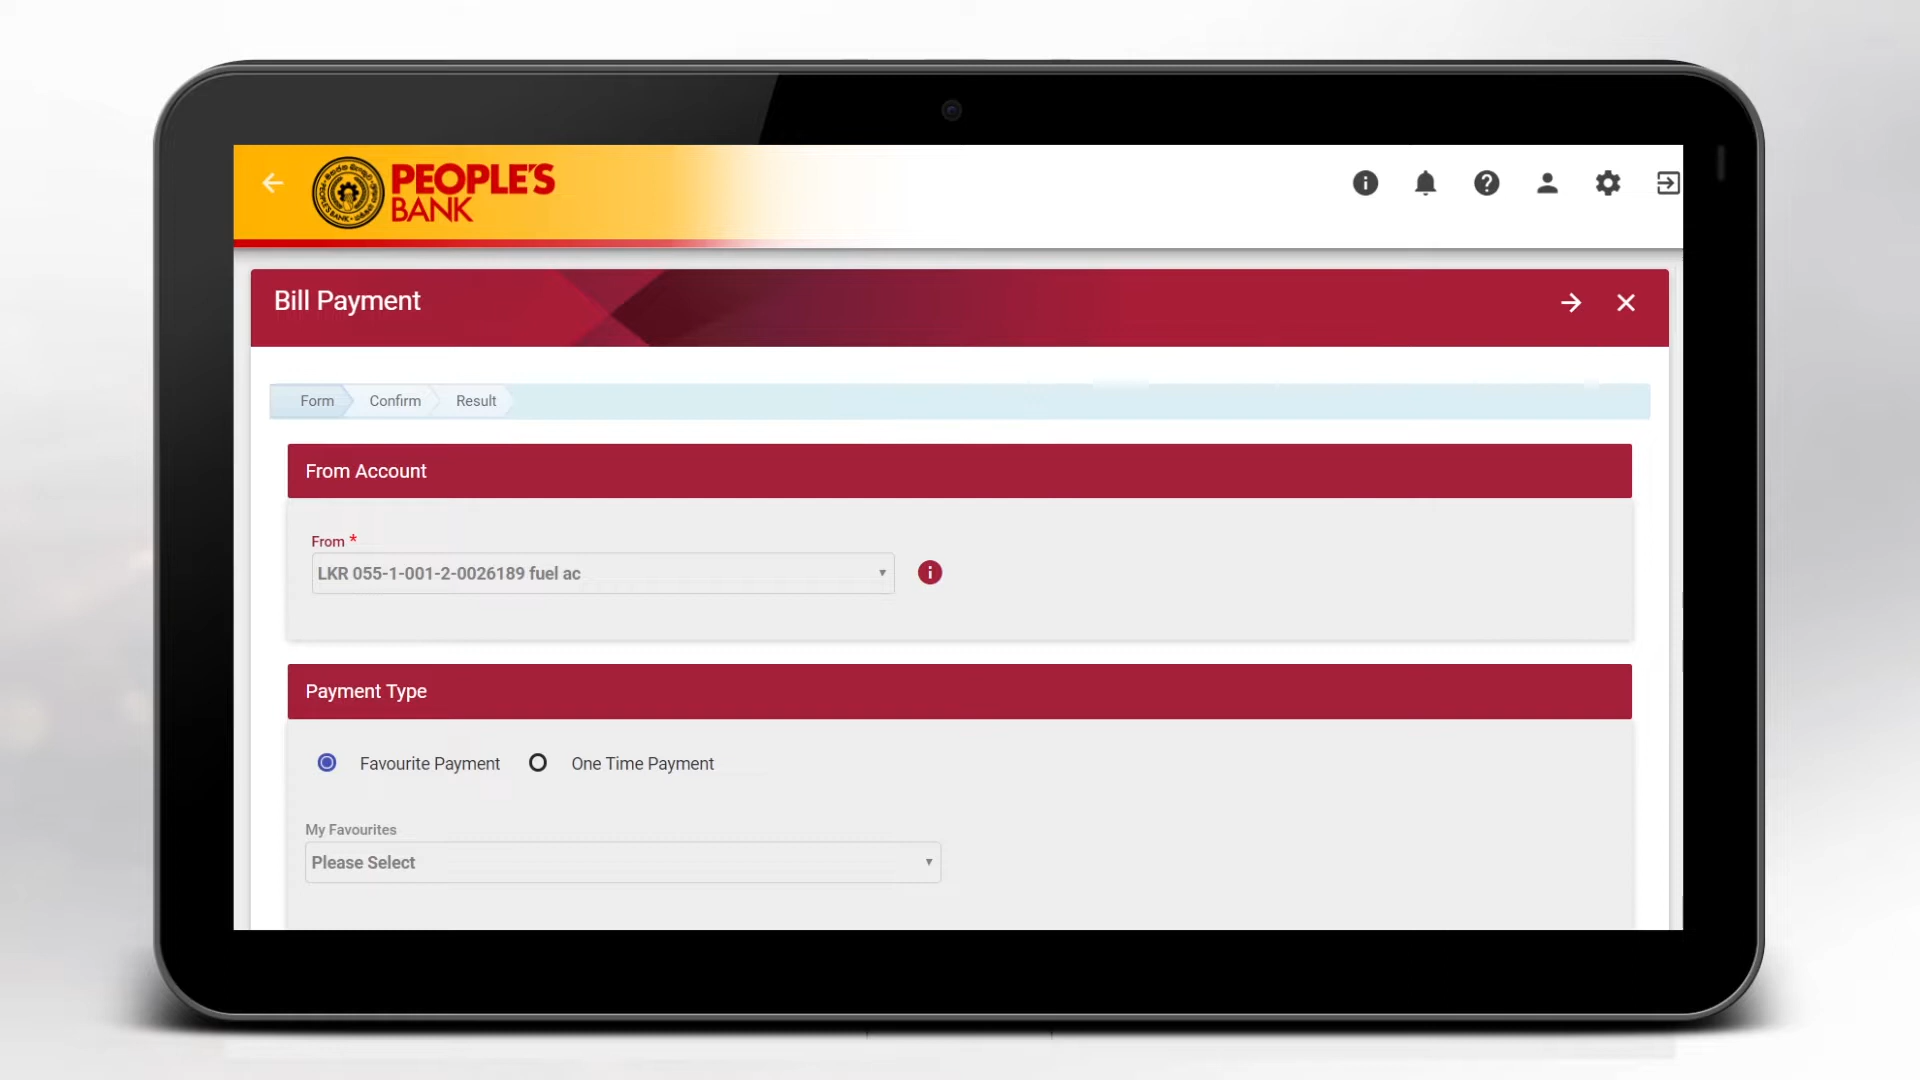 PEOPLE'S
BANK
Bill Payment
Form
Confirm
Result
From Account
From *
LKR 055-1-001-2-0026189 fuel ac
Payment Type
Favourite Payment
One Time Payment
My Favourites
Please Select